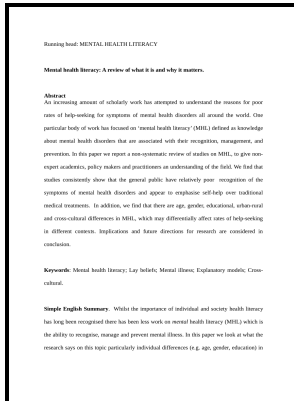 Running head: MENTAL HEALTH LITERACY
Mental health literacy: A review of what it is and why it matters.
Abstract
An increasing amount of scholarly work has attempted to understand the reasons for poor
rates of help-seeking for symptoms of mental health disorders all around the world. One
particular body of work has focused on 'mental health literacy' (MHL) defined as knowledge
about mental health disorders that are associated with their recognition, management, and
prevention. In this paper we report a non-systematic review of studies on MHL, to give non-
expert academics, policy makers and practitioners an understanding of the field. We find that
studies consistently show that the general public have relatively poor recognition of the
symptoms of mental health disorders and appear to emphasise self-help over traditional
medical treatments. In addition, we find that there are age, gender, educational, urban-rural
and cross-cultural differences in MHL, which may differentially affect rates of help-seeking
in different contexts. Implications and future directions for research are considered in
conclusion.
Keywords: Mental health literacy; Lay beliefs; Mental illness; Explanatory models; Cross-
cultural.
Simple English Summary. Whilst the importance of individual and society health literacy
has long been recognised there has been less work on mental health literacy (MHL) which is
the ability to recognise, manage and prevent mental illness. In this paper we look at what the
research says on this topic particularly individual differences (e.g. age, gender, education) in